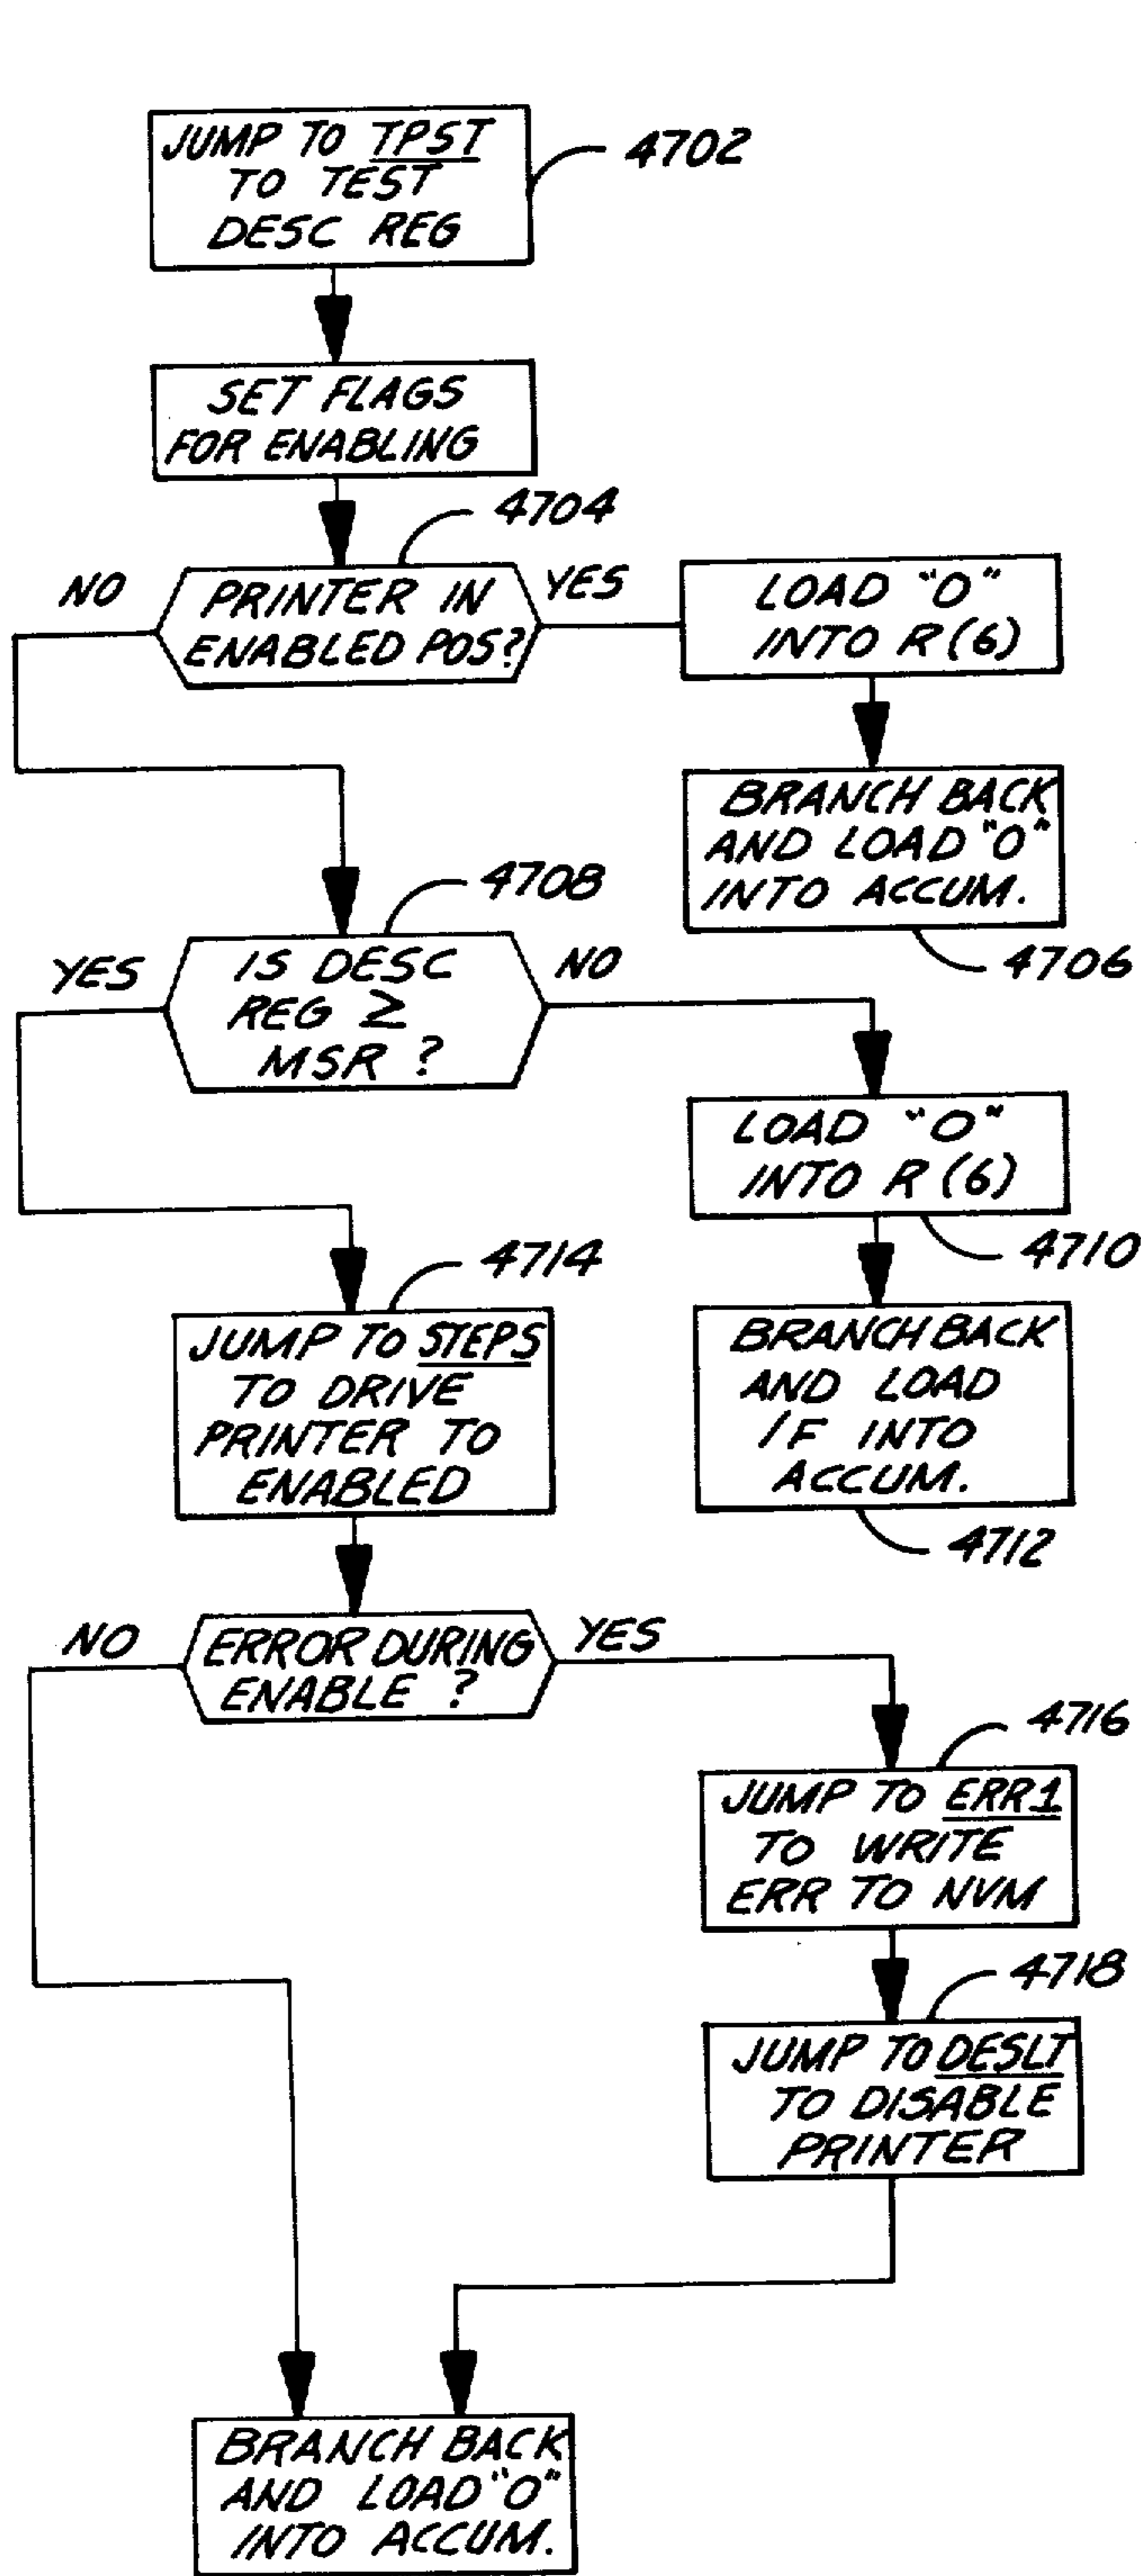 JUMP TO TPST
TO TEST
DESC REG
4702
SET FLAGS
FOR ENABLING
4704
NO
PRINTER IN
ENABLED POS?
YES
LOAD "O"
INTO R(6)
BRANCH BACK
AND LOAD "O"
INTO ACCUM.
4706
4708
YES
IS DESC
REG ≥
MSR ?
NO
LOAD "O"
INTO R(6)
4710
BRANCH BACK
AND LOAD
IF INTO
ACCUM.
4712
4714
JUMP TO STEPS
TO DRIVE
PRINTER TO
ENABLED
NO
ERROR DURING
ENABLE ?
YES
4716
JUMP TO ERR1
TO WRITE
ERR TO NVM
4718
JUMP TO DESLT
TO DISABLE
PRINTER
BRANCH BACK
AND LOAD "O"
INTO ACCUM.